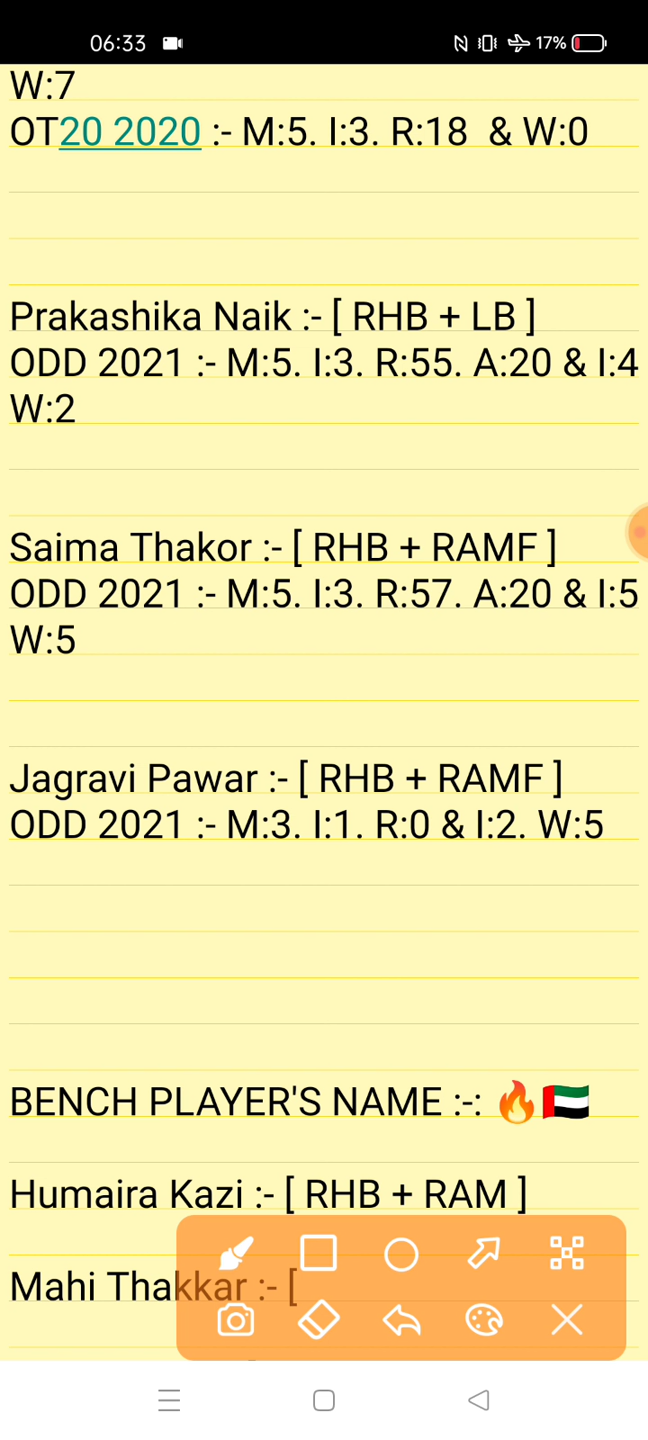 06:33
17%
W:7
OT20 2020 :- M:5. I:3. R:18 & W:0
Prakashika Naik :- [ RHB + LB ]
ODD 2021 :- M:5. I:3. R:55. A:20 & I:4
W:2
Saima Thakor :- [ RHB + RAMF ]
ODD 2021 :- M:5. I:3. R:57. A:20 & I:5
W:5
Jagravi Pawar :- [ RHB + RAMF ]
ODD 2021 :- M:3. I:1. R:0 & I:2. W:5
BENCH PLAYER'S NAME :-: 🔥🇦🇪
Humaira Kazi :- [ RHB + RAM ]
Mahi Thakkar :- [